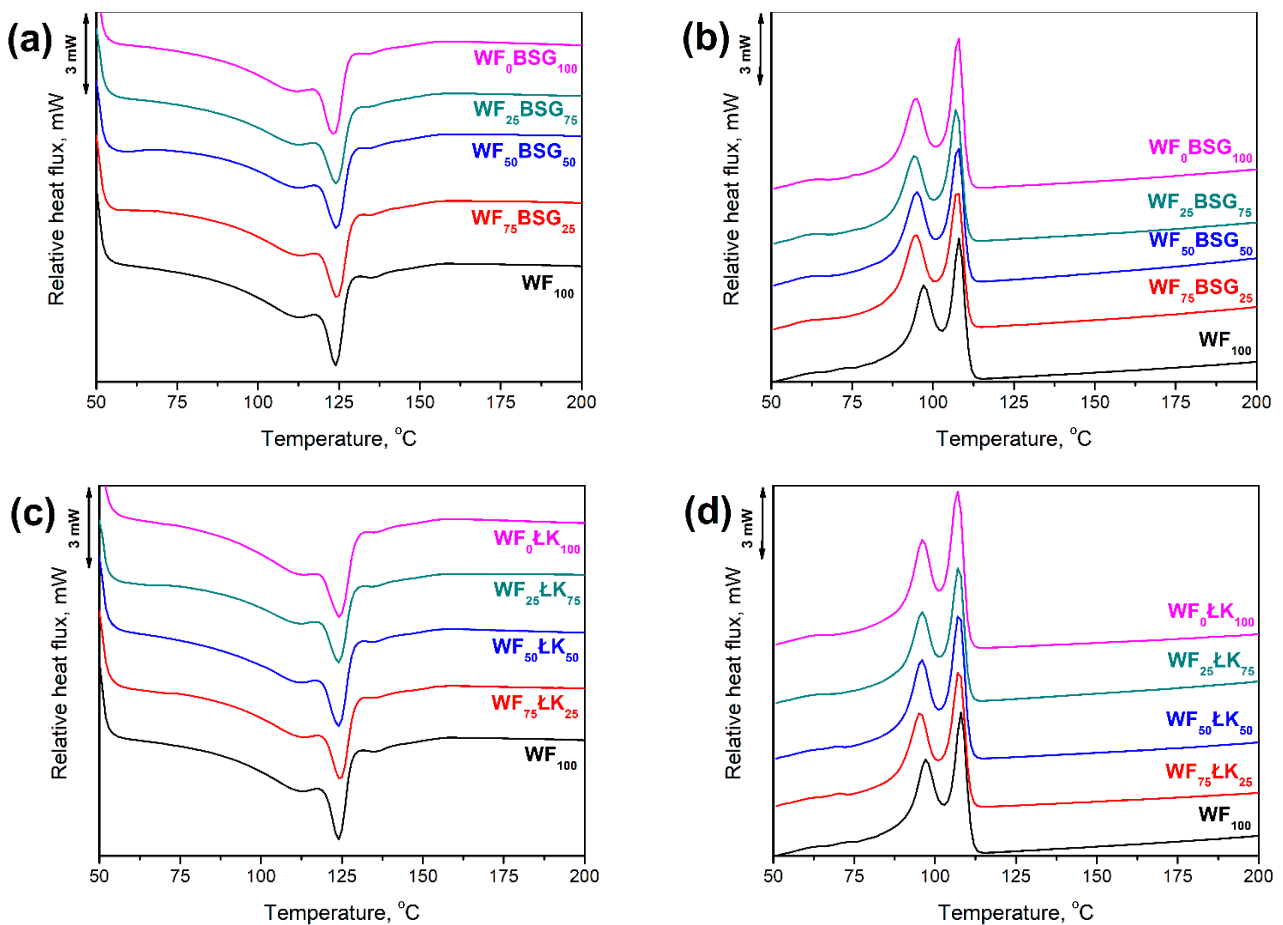 (a)
3 mW
Relative heat flux, mW
WF₀BSG₁₀₀
WF₂₅BSG₇₅
WF₅₀BSG₅₀
WF₇₅BSG₂₅
WF₁₀₀
50 75 100 125 150 175 200
Temperature, °C
(b)
3 mW
Relative heat flux, mW
WF₀BSG₁₀₀
WF₂₅BSG₇₅
WF₅₀BSG₅₀
WF₇₅BSG₂₅
WF₁₀₀
50 75 100 125 150 175 200
Temperature, °C
(c)
3 mW
Relative heat flux, mW
WF₀ŁK₁₀₀
WF₂₅ŁK₇₅
WF₅₀ŁK₅₀
WF₇₅ŁK₂₅
WF₁₀₀
50 75 100 125 150 175 200
Temperature, °C
(d)
3 mW
Relative heat flux, mW
WF₀ŁK₁₀₀
WF₂₅ŁK₇₅
WF₅₀ŁK₅₀
WF₇₅ŁK₂₅
WF₁₀₀
50 75 100 125 150 175 200
Temperature, °C